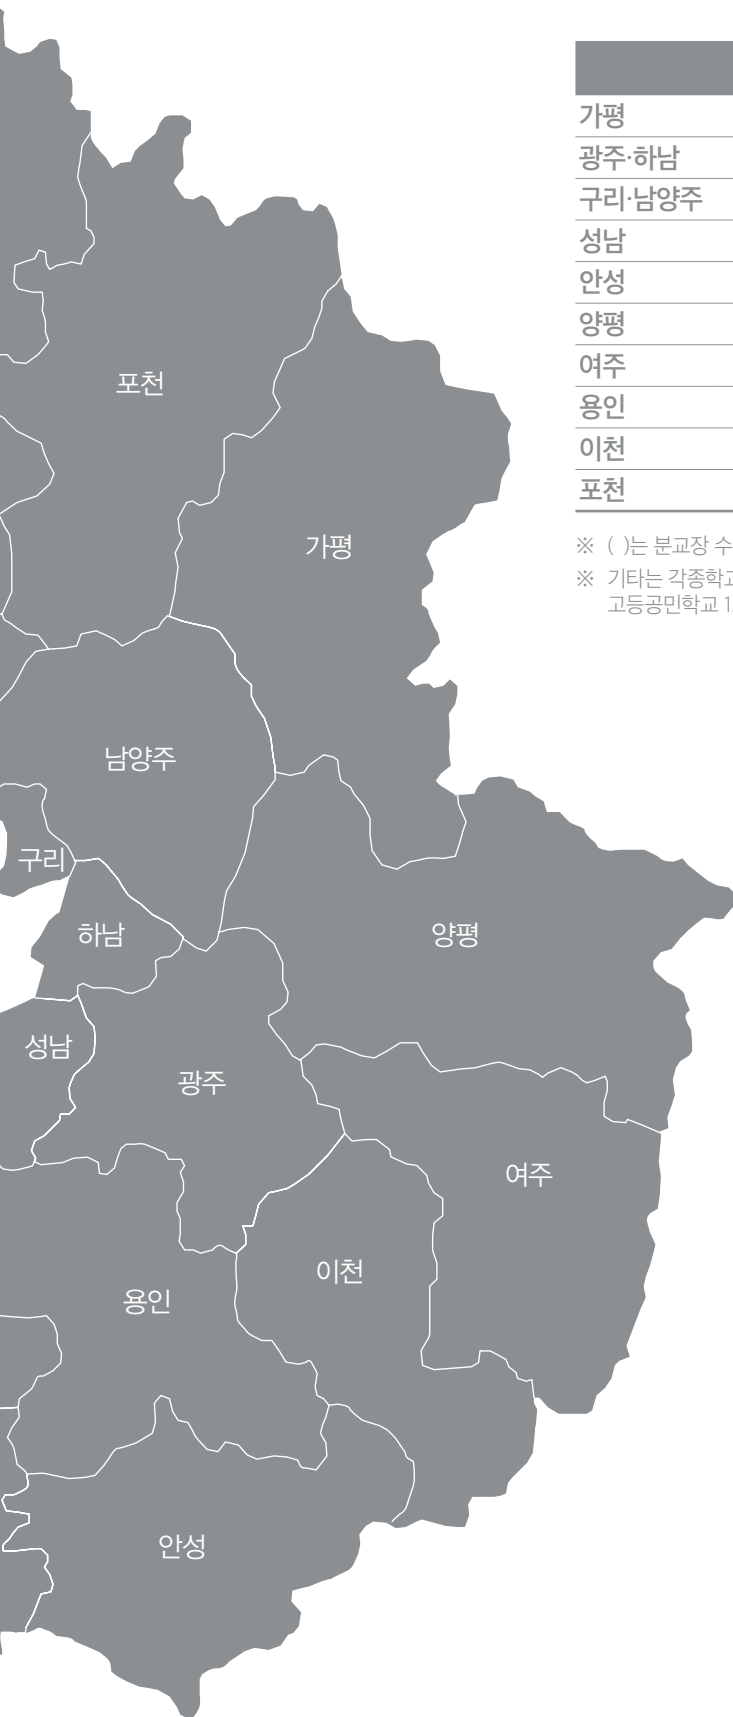 가평
광주·하남
구리·남양주
성남
안성
양평
여주
용인
이천
포천
※ ( )는 분교장 수
※ 기타는 각종학교
고등공민학교 1
포천
가평
남양주
구리
하남
양평
성남
광주
여주
이천
용인
안성